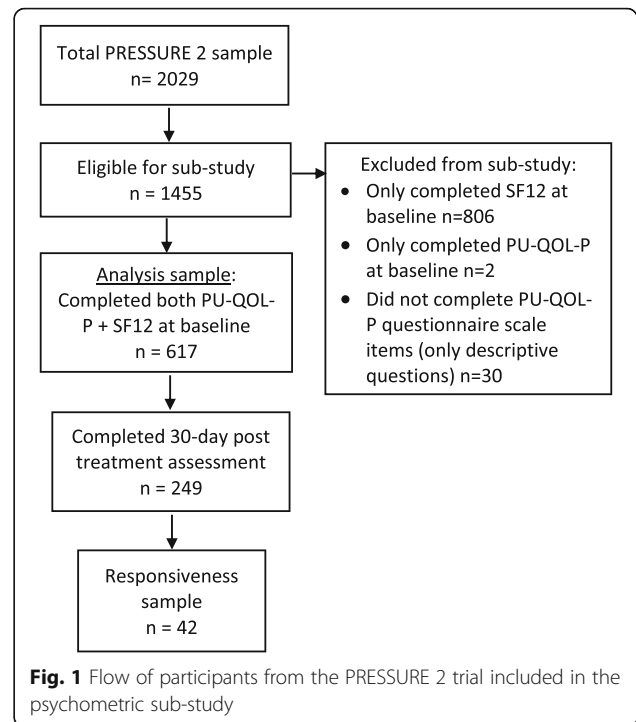 Total PRESSURE 2 sample
n= 2029
Eligible for sub-study
n = 1455
Excluded from sub-study:
• Only completed SF12 at
baseline n=806
• Only completed PU-QOL-P
at baseline n=2
• Did not complete PU-QOL-
P questionnaire scale
items (only descriptive
questions) n=30
Analysis sample:
Completed both PU-QOL-
P + SF12 at baseline
n = 617
Completed 30-day post
treatment assessment
n = 249
Responsiveness
sample
n = 42
Fig. 1 Flow of participants from the PRESSURE 2 trial included in the
psychometric sub-study